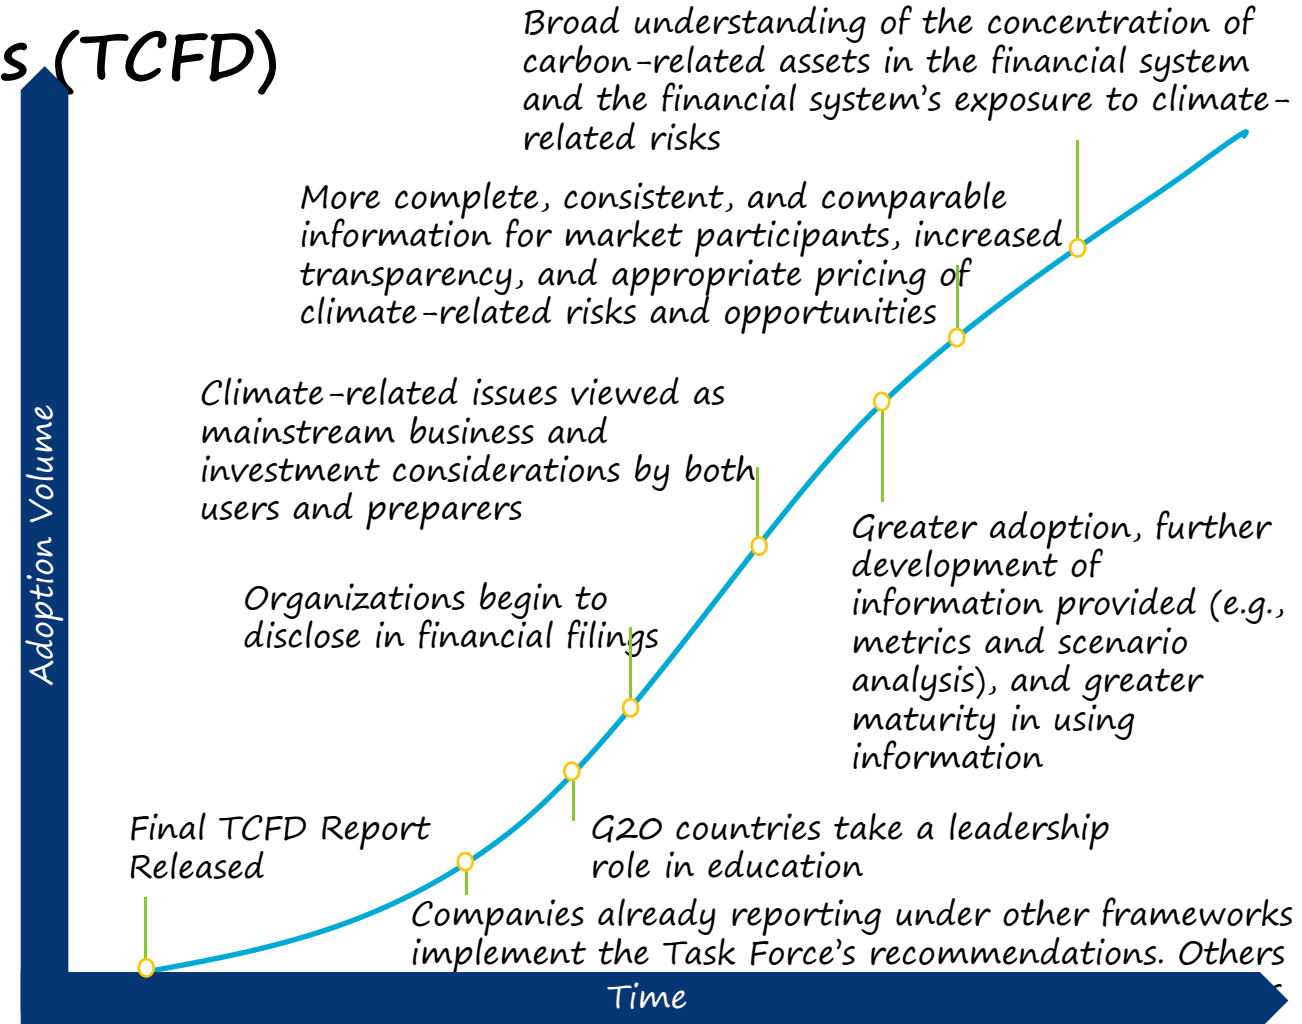 s (TCFD)
Broad understanding of the concentration of
carbon-related assets in the financial system
and the financial system's exposure to climate-
related risks
More complete, consistent, and comparable
information for market participants, increased
transparency, and appropriate pricing of
climate-related risks and opportunities
Climate-related issues viewed as
mainstream business and
investment considerations by both
users and preparers
Greater adoption, further
development of
information provided (e.g.,
metrics and scenario
analysis), and greater
maturity in using
information
Organizations begin to
disclose in financial filings
Final TCFD Report
Released
G20 countries take a leadership
role in education
Companies already reporting under other frameworks
implement the Task Force's recommendations. Others
Adoption Volume
Time